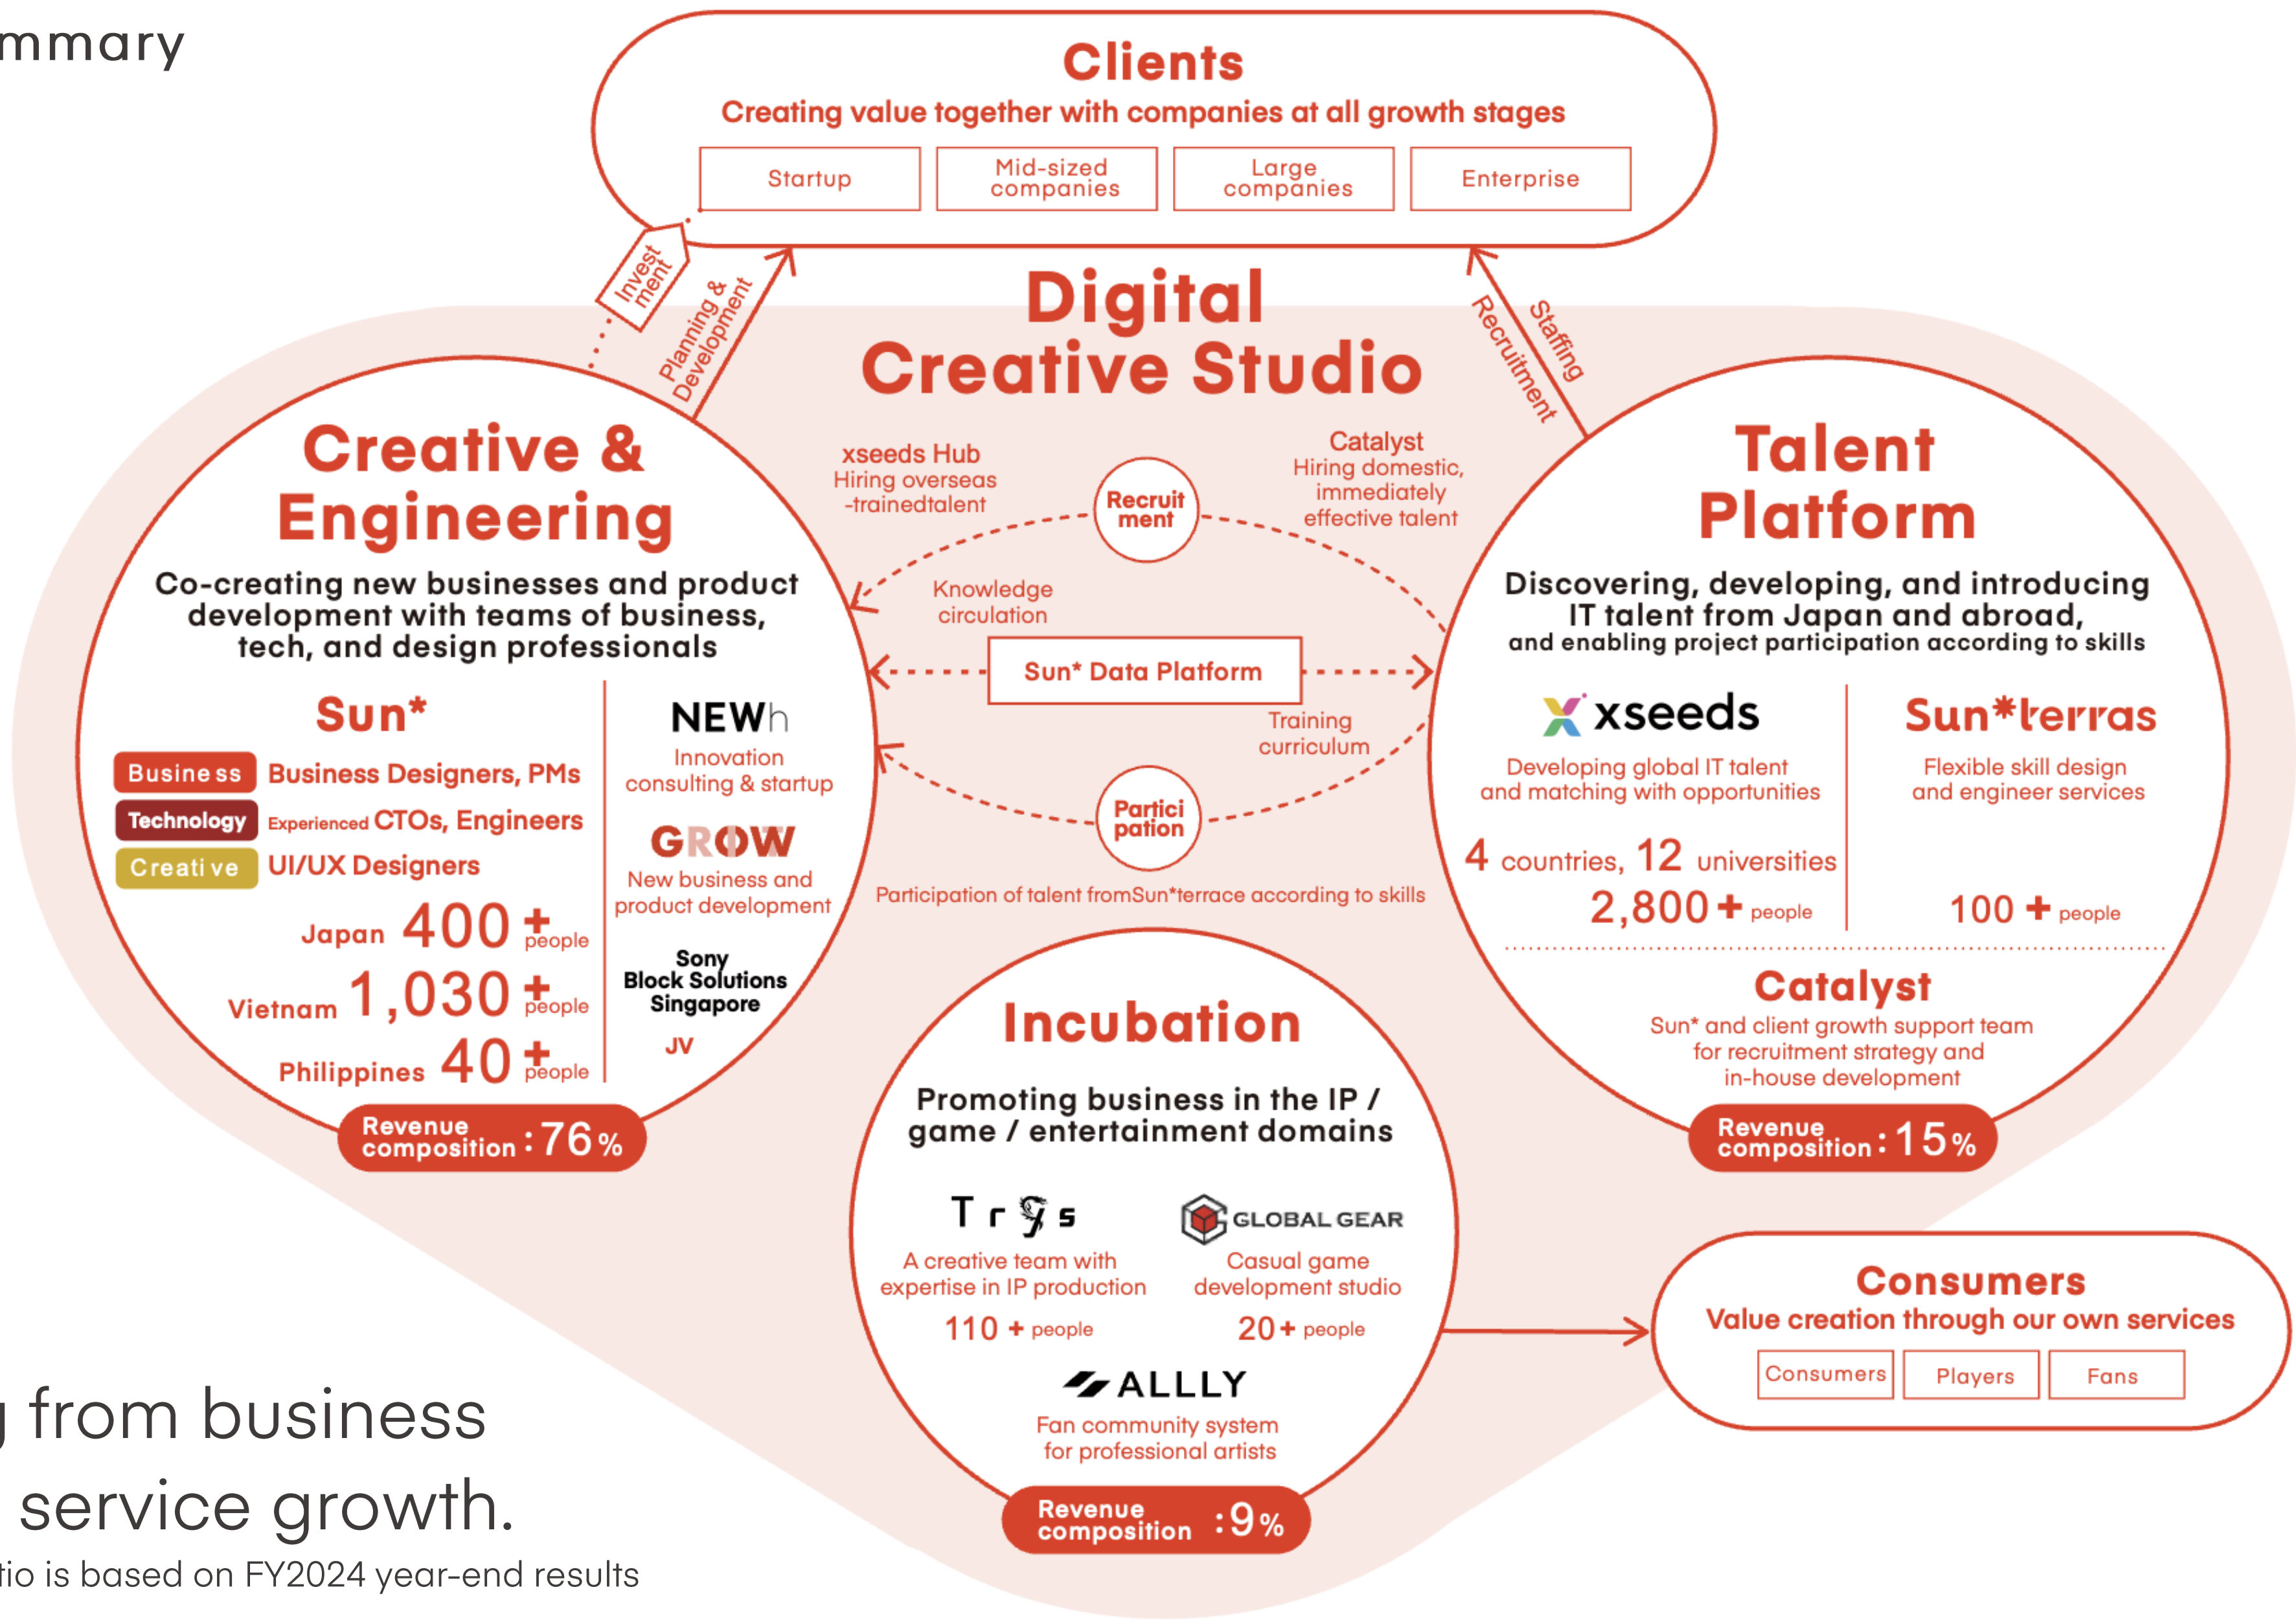 mmary
Clients
Creating value together with companies at all growth stages
Startup
Mid-sized
companies
Large
companies
Enterprise
Invest
ment
Planning &
Development
Digital
Creative Studio
Recruitment
Staffing
Creative &
Engineering
Co-creating new businesses and product
development with teams of business,
tech, and design professionals
Sun*
Business Business Designers, PMs
Technology Experienced CTOs, Engineers
Creative UI/UX Designers
Japan 400+ people
Vietnam 1,030+ people
Philippines 40+ people
NEWh
Innovation
consulting & startup
GROW
New business and
product development
Sony
Block Solutions
Singapore
JV
Revenue
composition : 76%
xseeds Hub
Hiring overseas
-trainedtalent
Recruit
ment
Catalyst
Hiring domestic,
immediately
effective talent
Knowledge
circulation
Sun* Data Platform
Training
curriculum
Partici
pation
Participation of talent fromSun*terrace according to skills
Talent
Platform
Discovering, developing, and introducing
IT talent from Japan and abroad,
and enabling project participation according to skills
xseeds
Developing global IT talent
and matching with opportunities
4 countries, 12 universities
2,800+ people
Sun*terras
Flexible skill design
and engineer services
100+ people
Catalyst
Sun* and client growth support team
for recruitment strategy and
in-house development
Revenue
composition : 15%
Incubation
Promoting business in the IP /
game / entertainment domains
Trys
A creative team with
expertise in IP production
110+ people
GLOBAL GEAR
Casual game
development studio
20+ people
ALLLY
Fan community system
for professional artists
Revenue
composition : 9%
Consumers
Value creation through our own services
Consumers
Players
Fans
g from business
service growth.
tio is based on FY2024 year-end results